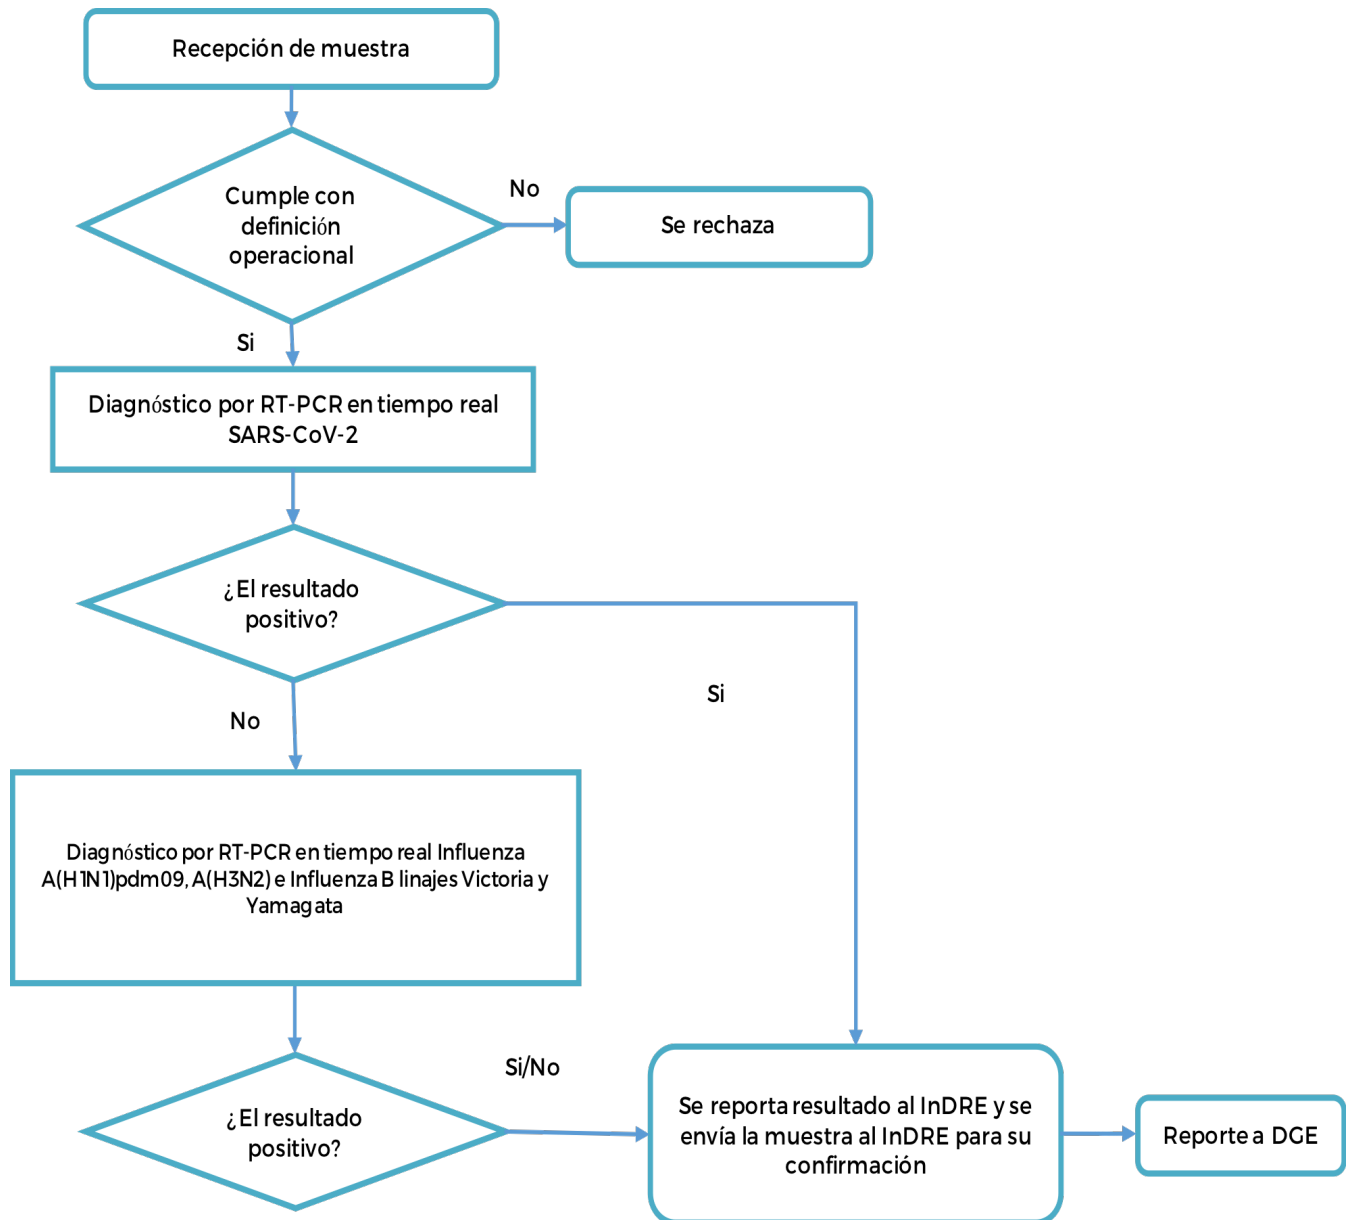 Recepción de muestra
Cumple con
definición
operacional
No
Se rechaza
Si
Diagnóstico por RT-PCR en tiempo real
SARS-CoV-2
¿El resultado
positivo?
Si
No
Diagnóstico por RT-PCR en tiempo real Influenza
A(H1N1)pdm09, A(H3N2) e Influenza B linajes Victoria y
Yamagata
Si/No
¿El resultado
positivo?
Se reporta resultado al InDRE y se
envía la muestra al InDRE para su
confirmación
Reporte a DGE